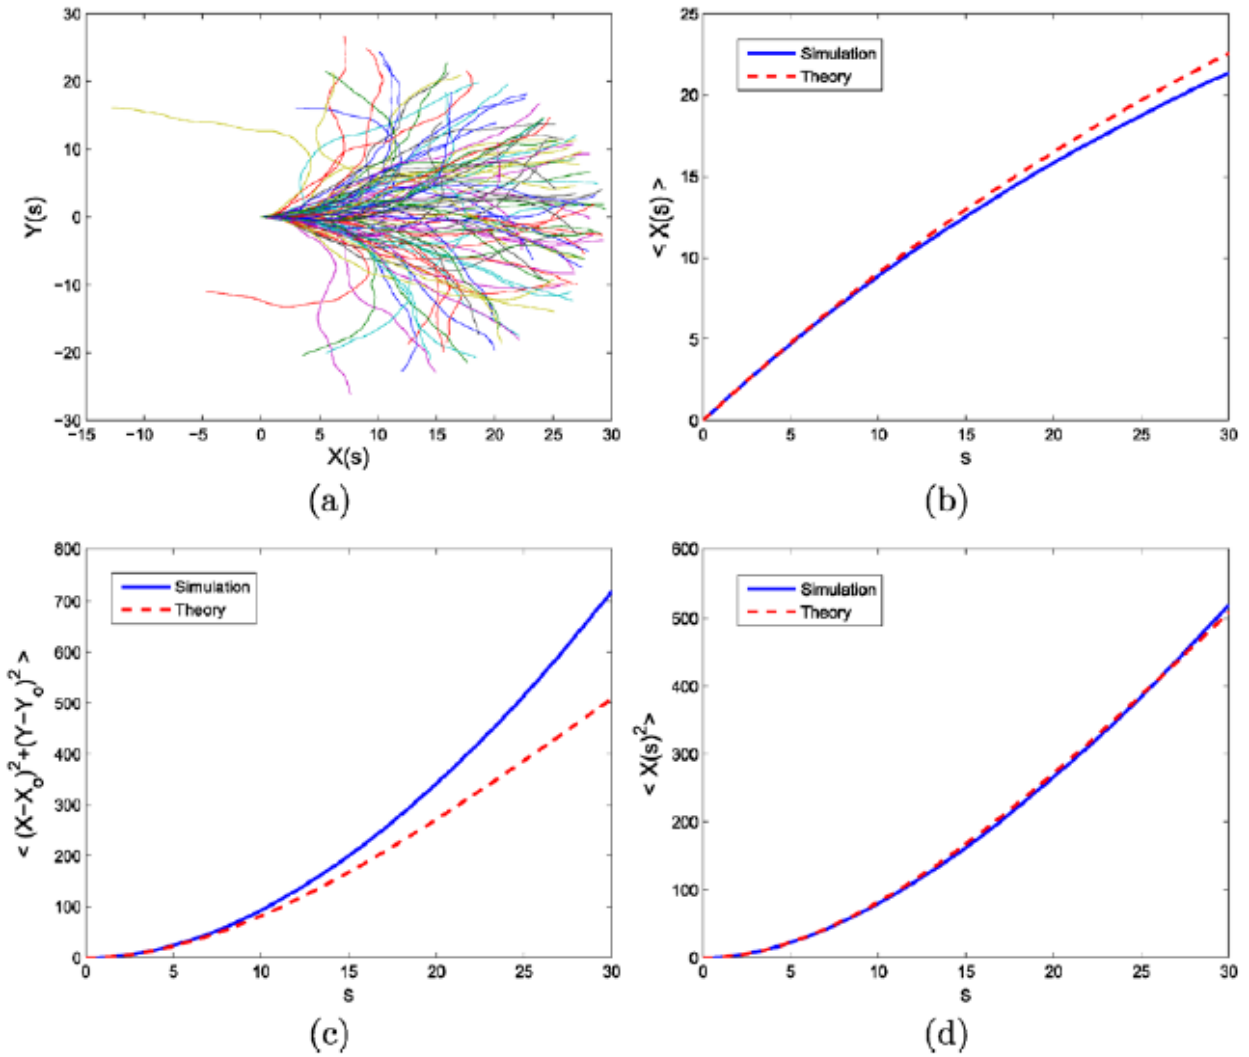 30
20
10
0
−10
−20
−30
Y(s)
−15 −10 −5 0 5 10 15 20 25 30
X(s)
(a)
25
20
15
10
5
0
< X(s) >
Simulation
Theory
0 5 10 15 20 25 30
s
(b)
800
700
600
500
400
300
200
100
0
< (X−X_o)^2+(Y−Y_o)^2 >
Simulation
Theory
0 5 10 15 20 25 30
s
(c)
600
500
400
300
200
100
0
< X(s)^2>
Simulation
Theory
0 5 10 15 20 25 30
s
(d)